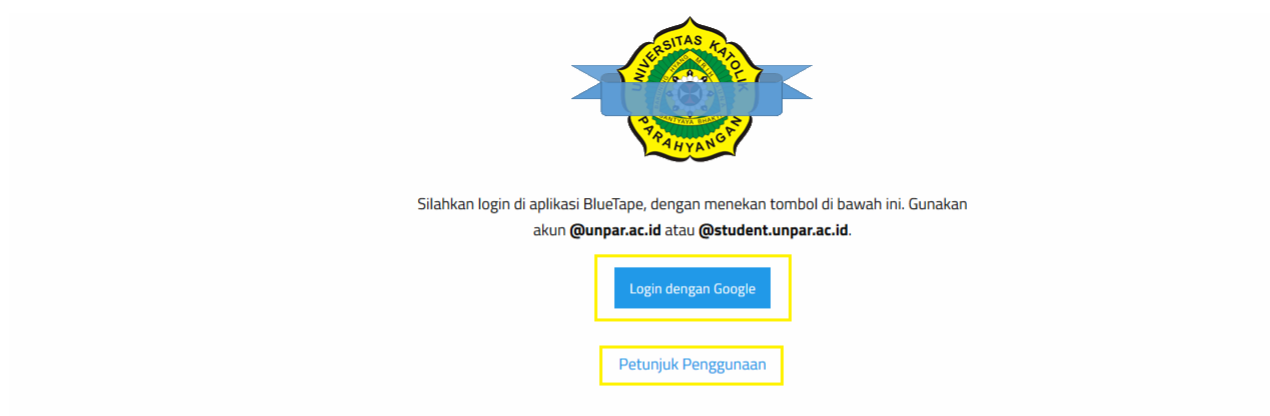 UNIVERSITAS KATOLIK
PARAHYANGAN
Silahkan login di aplikasi BlueTape, dengan menekan tombol di bawah ini. Gunakan
akun @unpar.ac.id atau @student.unpar.ac.id.
Login dengan Google
Petunjuk Penggunaan